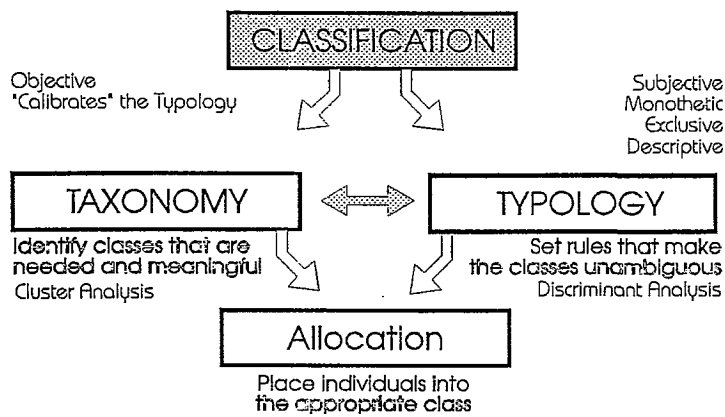 CLASSIFICATION
Objective
"Calibrates" the Typology
Subjective
Monothetic
Exclusive
Descriptive
TAXONOMY
Identify classes that are
needed and meaningful
Cluster Analysis
TYPOLOGY
Set rules that make
the classes unambiguous
Discriminant Analysis
Allocation
Place individuals into
the appropriate class